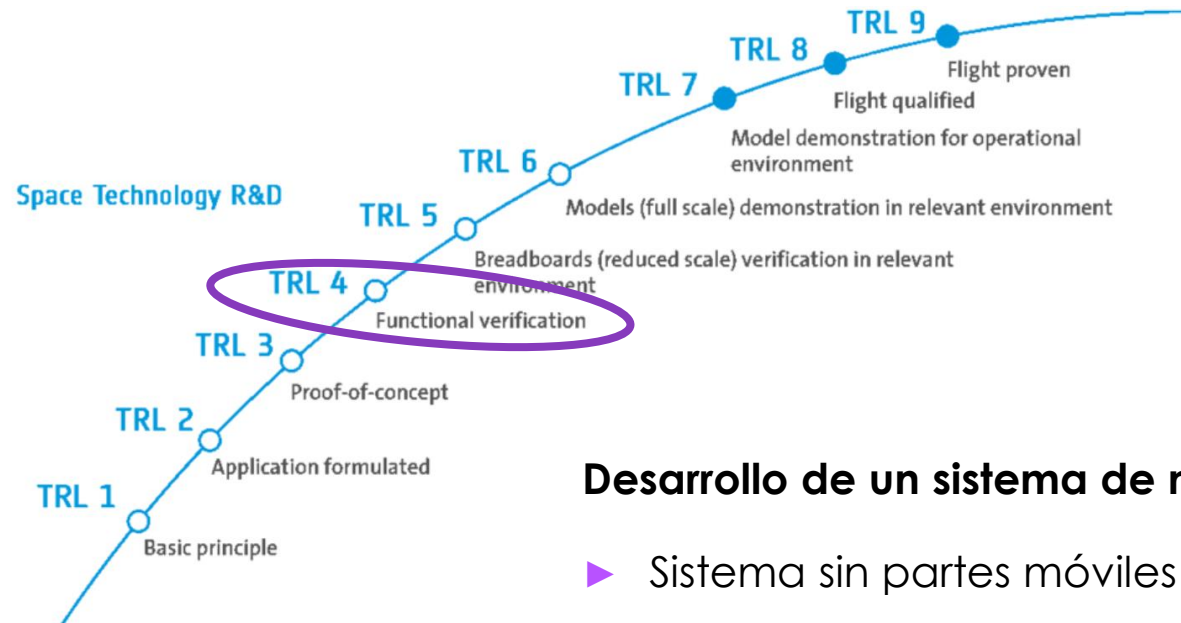 TRL 9
Flight proven
TRL 8
Flight qualified
TRL 7
Model demonstration for operational
environment
TRL 6
Models (full scale) demonstration in relevant environment
Space Technology R&D
TRL 5
Breadboards (reduced scale) verification in relevant
environment
TRL 4
Functional verification
TRL 3
Proof-of-concept
TRL 2
Application formulated
TRL 1
Basic principle
Desarrollo de un sistema de
► Sistema sin partes móviles